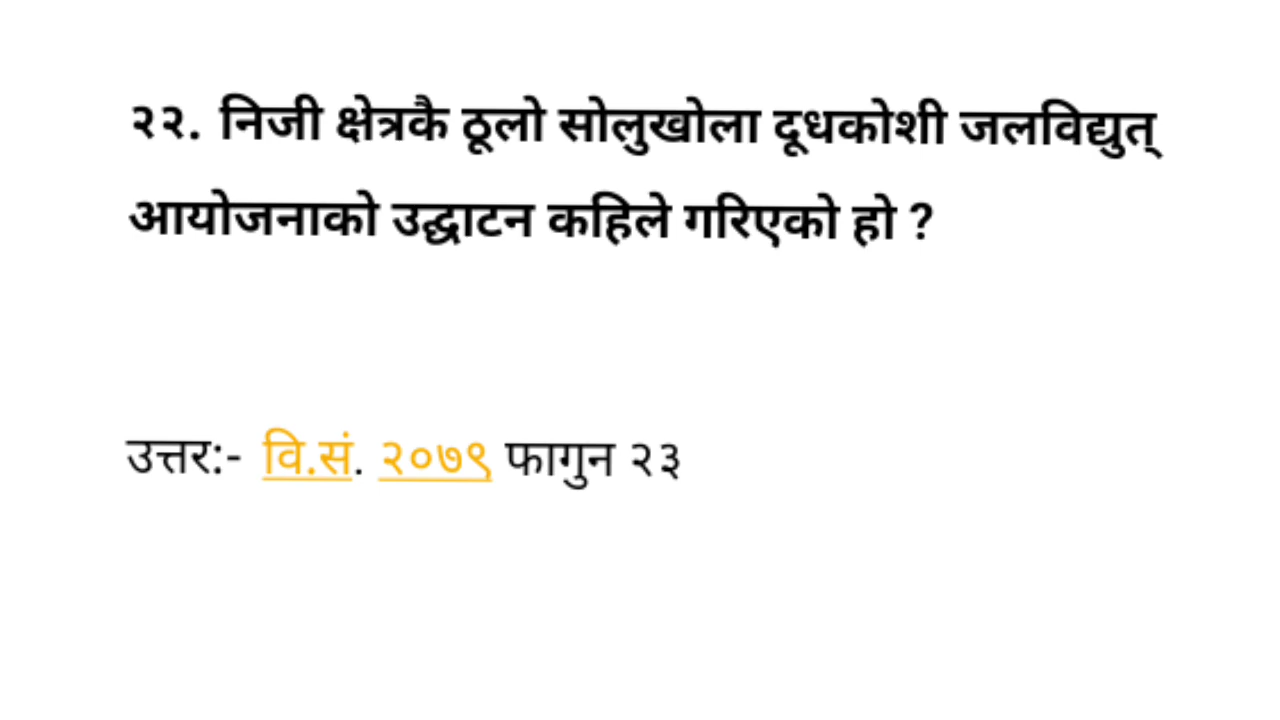 २२. निजी क्षेत्रकै ठूलो सोलुखोला दूधकोशी जलविद्युत्
आयोजनाको उद्घाटन कहिले गरिएको हो ?
उत्तर:- वि.सं. २०७९ फागुन २३